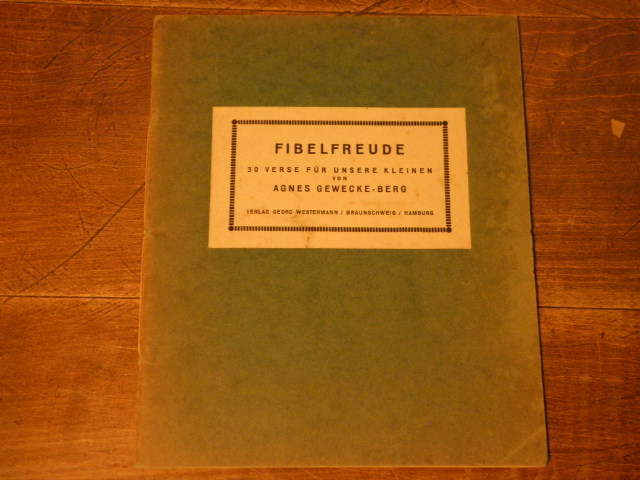 FIBELFREUDE
30 VERSE FÜR UNSERE KLEINEN
VON
AGNES GEWECKE-BERG
VERLAG GEORG WESTERMANN / BRAUNSCHWEIG / HAMBURG